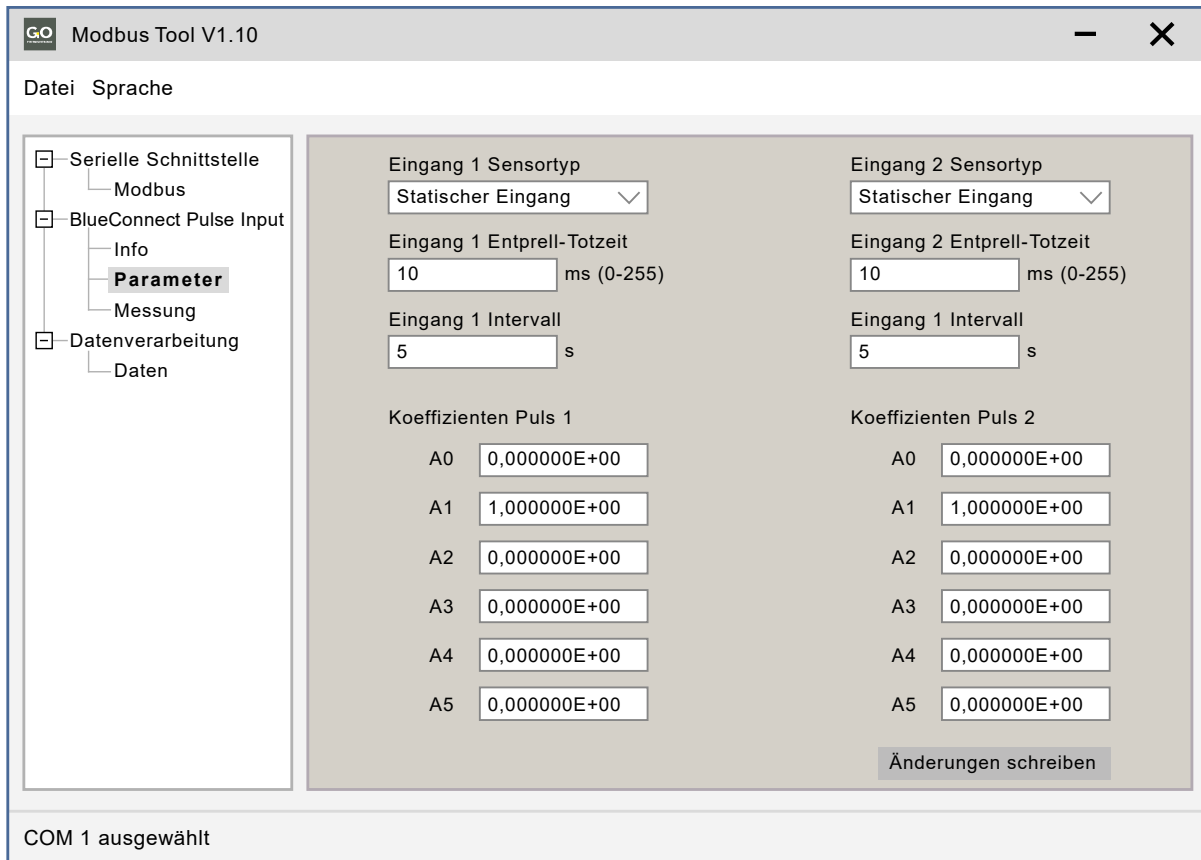 GO
Modbus Tool V1.10
Datei Sprache
Serielle Schnittstelle
Modbus
BlueConnect Pulse Input
Info
Parameter
Messung
Datenverarbeitung
Daten
Eingang 1 Sensortyp
Statischer Eingang
Eingang 1 Entprell-Totzeit
10 ms (0-255)
Eingang 1 Intervall
5 s
Koeffizienten Puls 1
A0 0,000000E+00
A1 1,000000E+00
A2 0,000000E+00
A3 0,000000E+00
A4 0,000000E+00
A5 0,000000E+00
Eingang 2 Sensortyp
Statischer Eingang
Eingang 2 Entprell-Totzeit
10 ms (0-255)
Eingang 1 Intervall
5 s
Koeffizienten Puls 2
A0 0,000000E+00
A1 1,000000E+00
A2 0,000000E+00
A3 0,000000E+00
A4 0,000000E+00
A5 0,000000E+00
Änderungen schreiben
COM 1 ausgewählt